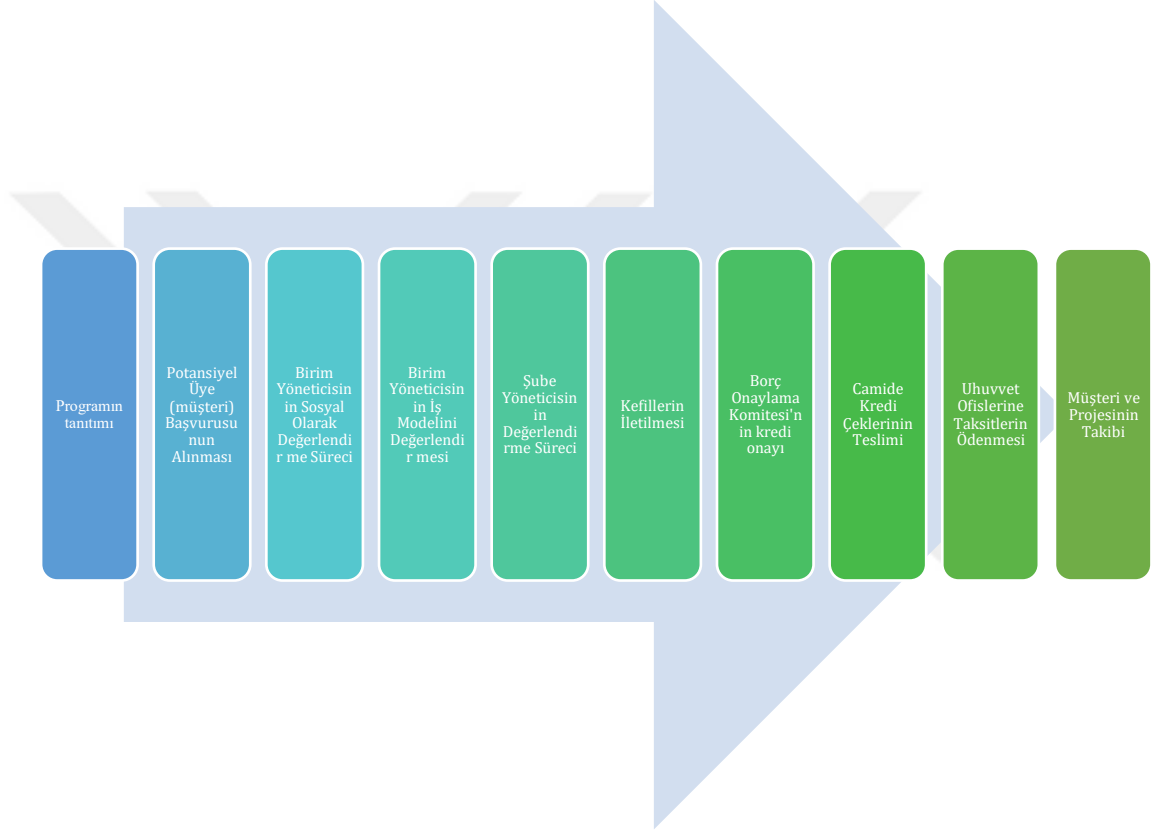 Programın
tanıtımı
Potansiyel
Üye
(müşteri)
Başvurusu
nun
Alınması
Birim
Yöneticisin
in Sosyal
Olarak
Değerlendi
r me Süreci
Birim
Yöneticisin
in İş
Modelini
Değerlendi
r mesi
Şube
Yöneticisin
in
Değerlendi
rme Süreci
Kefillerin
İletilmesi
Borç
Onaylama
Komitesi'n
in kredi
onayı
Camide
Kredi
Çeklerinin
Teslimi
Uhuvvet
Ofislerine
Taksitlerin
Ödenmesi
Müşteri ve
Projesinin
Takibi